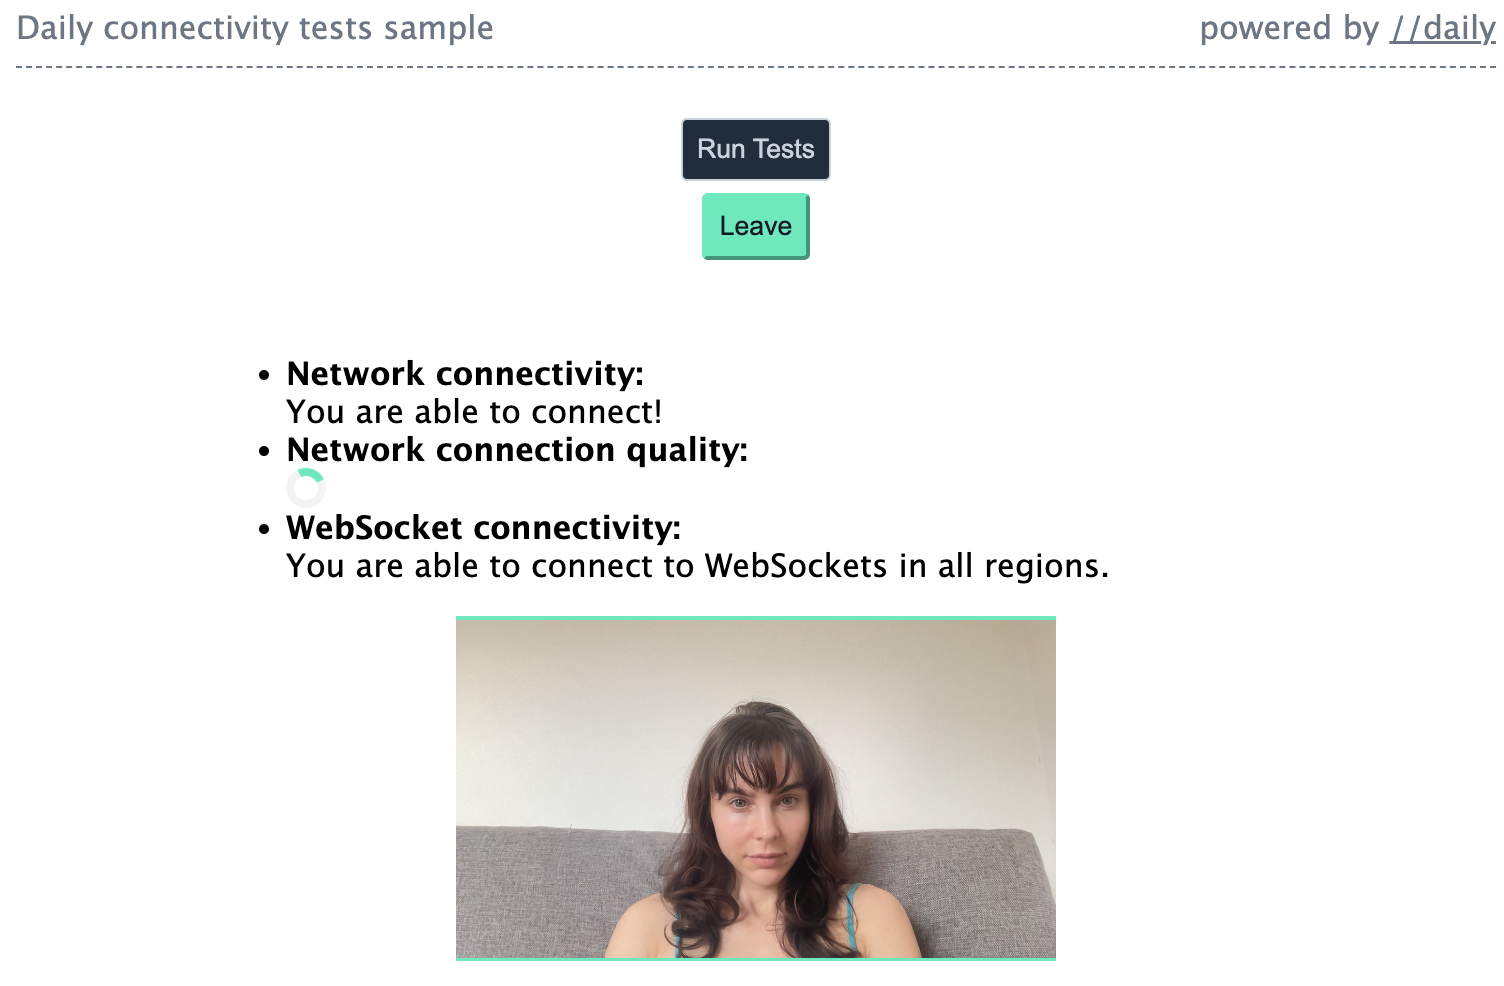 Daily connectivity tests sample
powered by //daily
Run Tests
Leave
Network connectivity:
You are able to connect!
Network connection quality:
WebSocket connectivity:
You are able to connect to WebSockets in all regions.